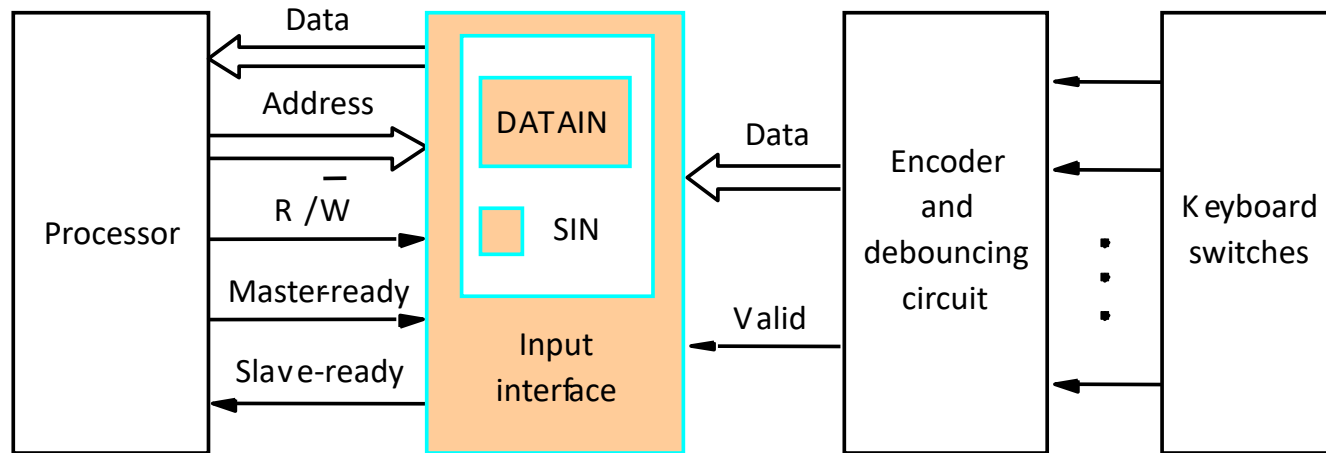 Data
Address
R /W̅
Processor
Master-ready
Slave-ready
DATAIN
SIN
Input
interface
Data
Valid
Encoder
and
debouncing
circuit
Keyboard
switches